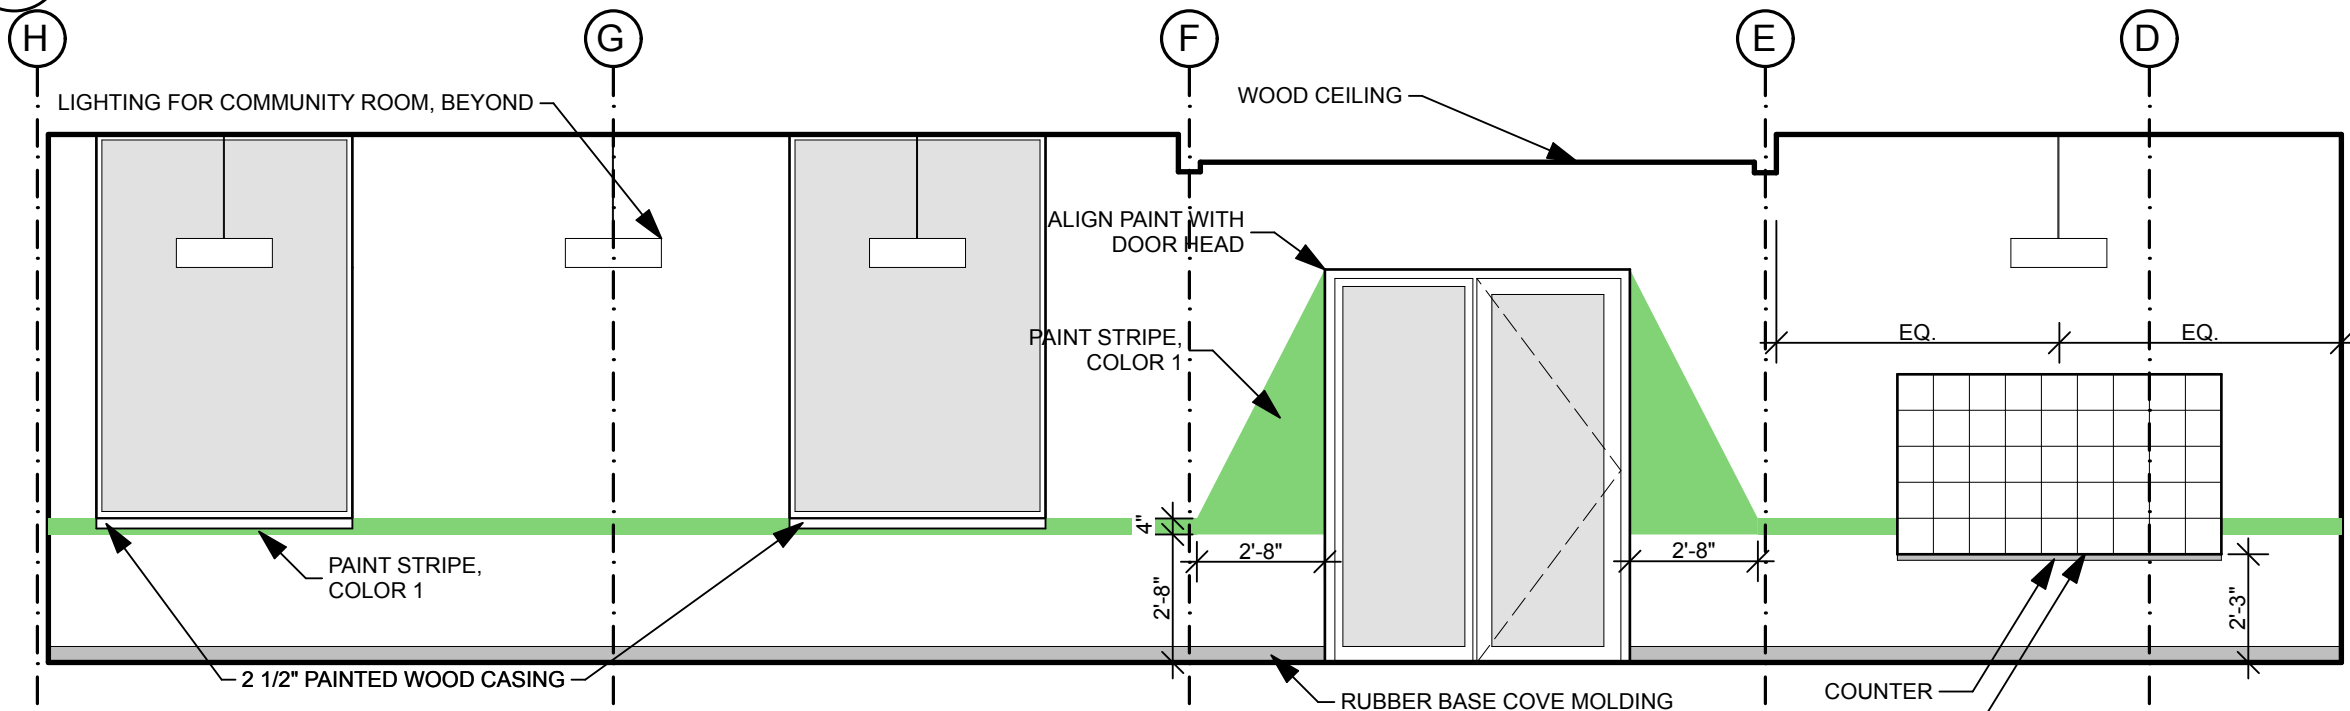 H
G
F
E
D
LIGHTING FOR COMMUNITY ROOM, BEYOND
WOOD CEILING
ALIGN PAINT WITH
DOOR HEAD
PAINT STRIPE,
COLOR 1
EQ.
EQ.
4"
2'-8"
2'-8"
2'-8"
PAINT STRIPE,
COLOR 1
2'-3"
2 1/2" PAINTED WOOD CASING
RUBBER BASE COVE MOLDING
COUNTER